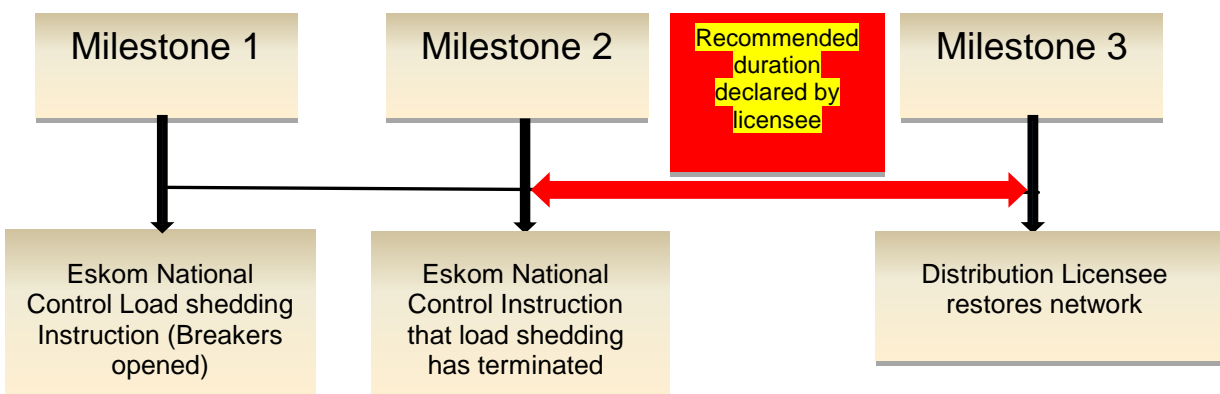 Milestone 1
Milestone 2
Recommended
duration
declared by
licensee
Milestone 3
Eskom National
Control Load shedding
Instruction (Breakers
opened)
Eskom National
Control Instruction
that load shedding
has terminated
Distribution Licensee
restores network